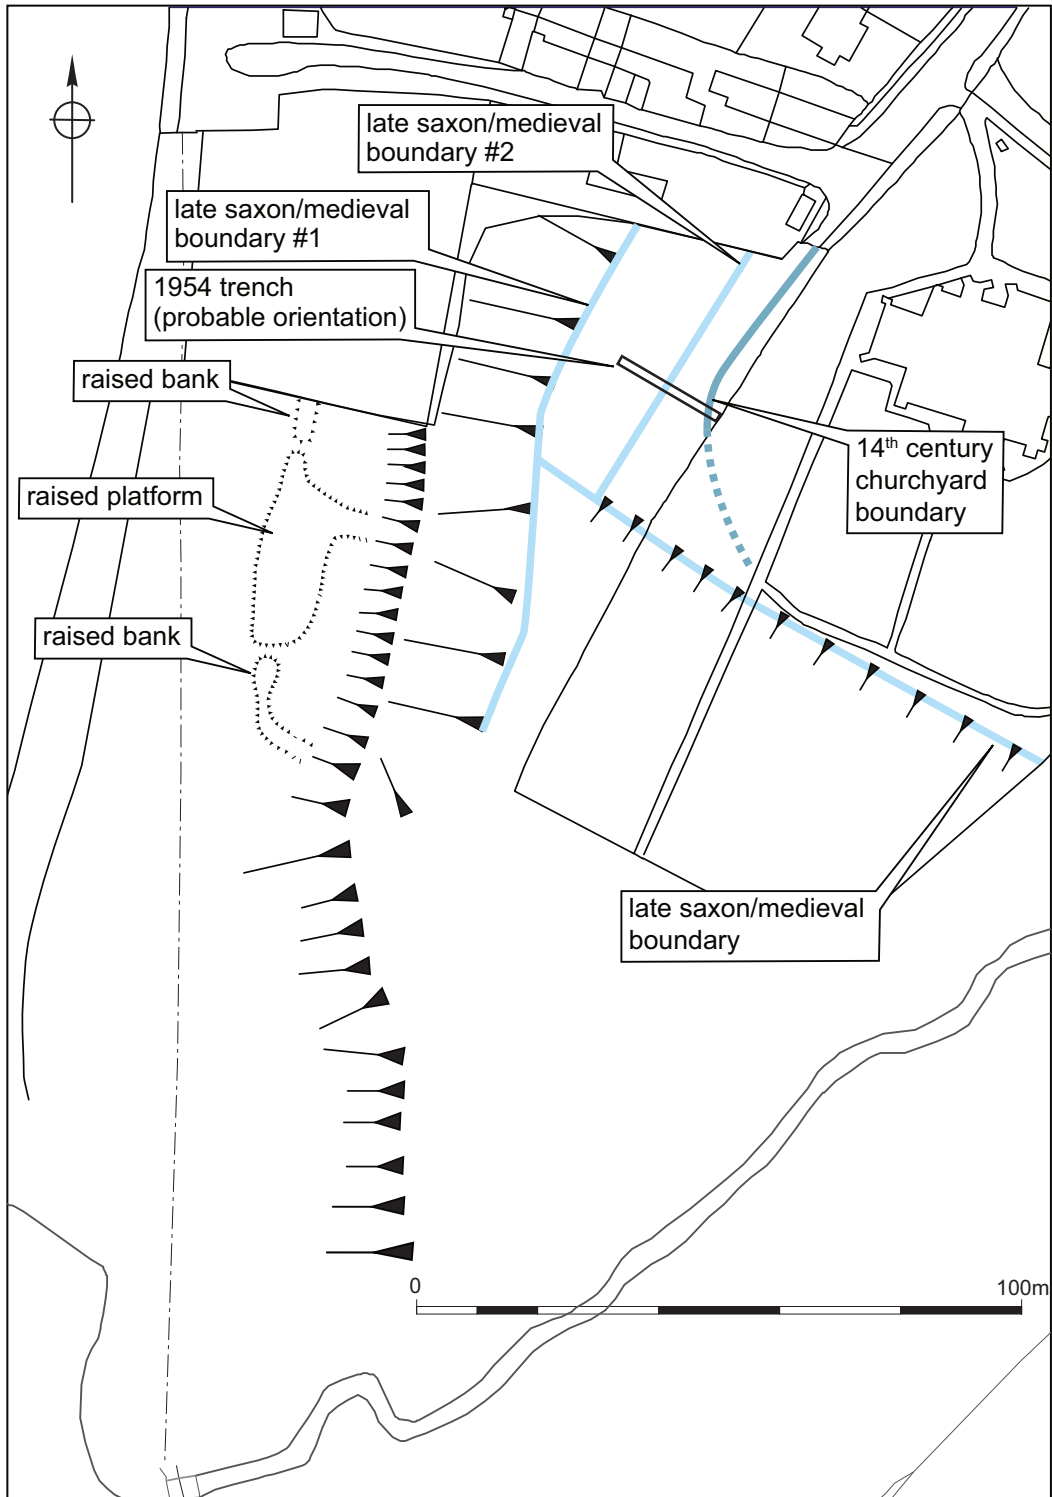 late saxon/medieval
boundary #2
late saxon/medieval
boundary #1
1954 trench
(probable orientation)
raised bank
14th century
churchyard
boundary
raised platform
raised bank
late saxon/medieval
boundary
0
100m